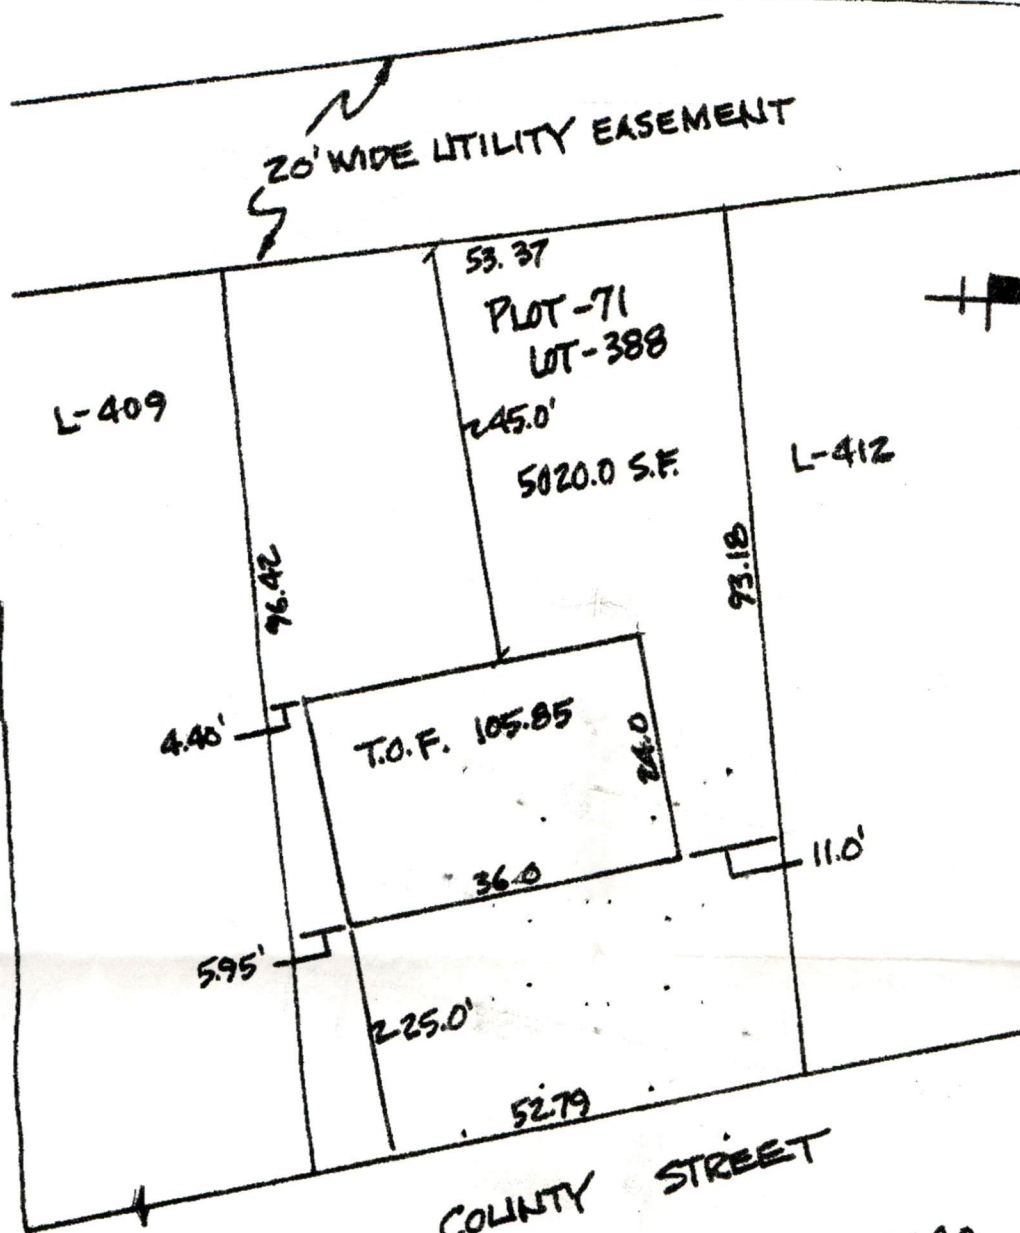 20' WIDE UTILITY EASEMENT
53.37
PLOT-71
LOT-388
L-409
45.0'
5020.0 S.F.
L-412
96.42
93.18
4.40'
T.O.F. 105.85
24.0
36.0
11.0'
5.95'
25.0'
52.79
COUNTY STREET